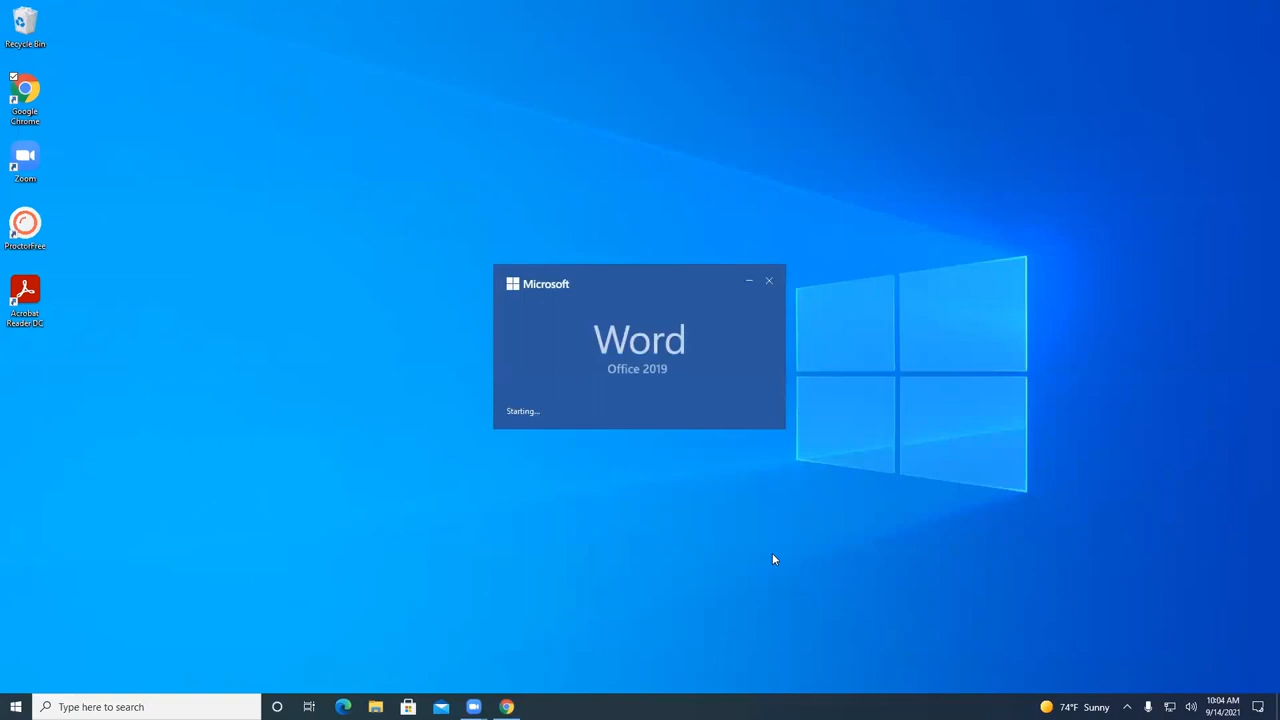 Recycle Bin
Google
Chrome
Zoom
ProctorFree
Acrobat
Reader DC
Microsoft
Word
Office 2019
Starting...
Type here to search
74°F Sunny
10:04 AM
9/14/2021